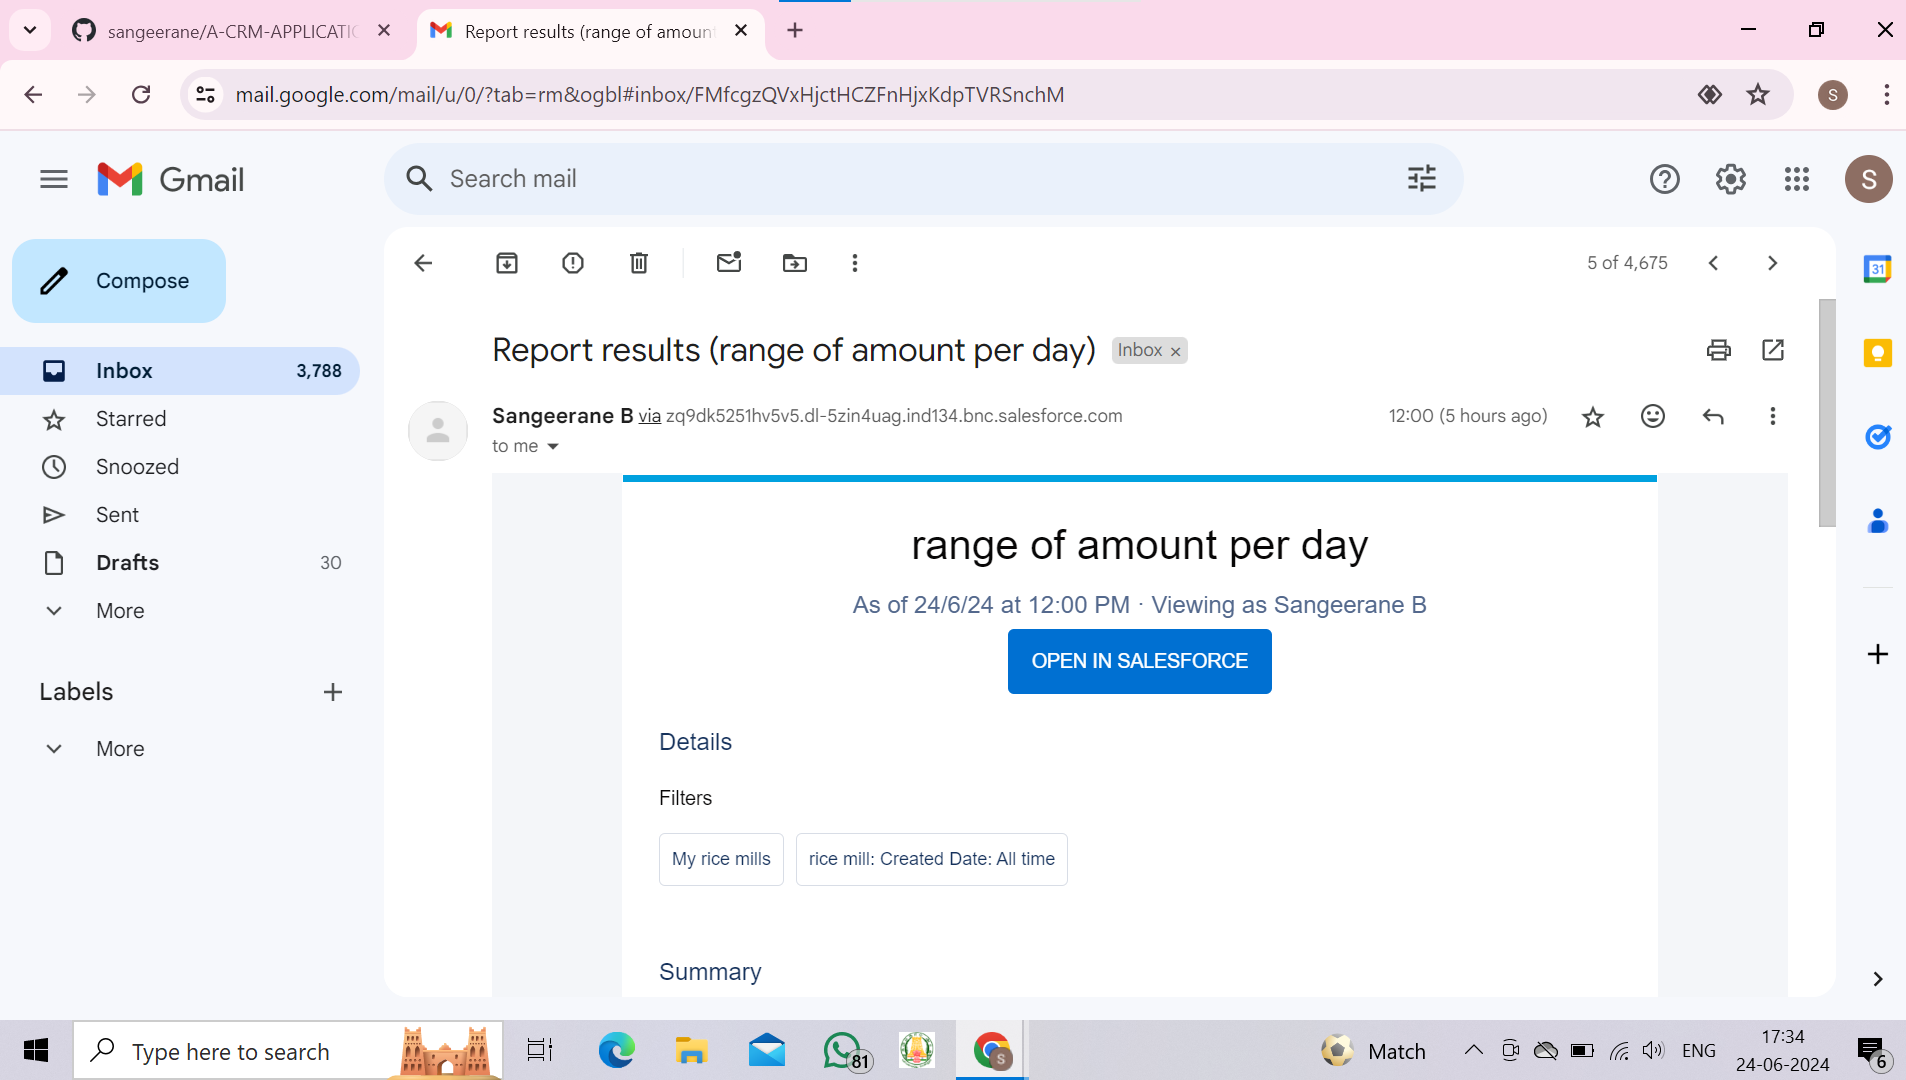 sangeerane/A-CRM-APPLICATIO
Report results (range of amount
mail.google.com/mail/u/0/?tab=rm&ogbl#inbox/FMfcgzQVxHjctHCZFnHjxKdpTVRSnchM
S
Gmail
Search mail
S
Compose
5 of 4,675
31
Inbox 3,788
Starred
Snoozed
Sent
Drafts 30
More
Labels
More
Report results (range of amount per day)
Inbox ×
Sangeerane B via zq9dk5251hv5v5.dl-5zin4uag.ind134.bnc.salesforce.com
12:00 (5 hours ago)
to me
range of amount per day
As of 24/6/24 at 12:00 PM · Viewing as Sangeerane B
OPEN IN SALESFORCE
Details
Filters
My rice mills
rice mill: Created Date: All time
Summary
Type here to search
81
S
Match
ENG
17:34
24-06-2024
6